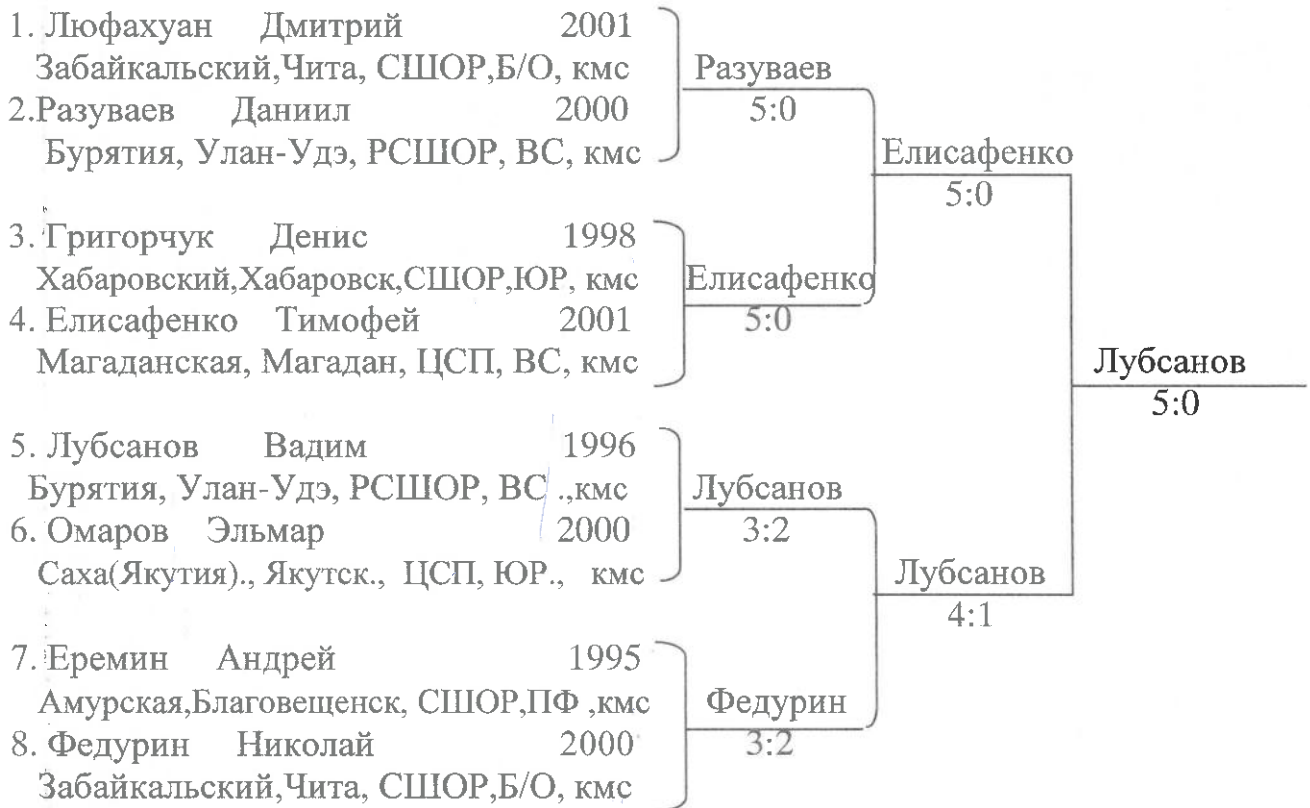 1. Люфахуан Дмитрий 2001
Забайкальский,Чита, СШОР,Б/О, кмс
2.Разуваев Даниил 2000
Бурятия, Улан-Удэ, РСШОР, ВС, кмс
3. Григорчук Денис 1998
Хабаровский,Хабаровск,СШОР,ЮР, кмс
4. Елисафенко Тимофей 2001
Магаданская, Магадан, ЦСП, ВС, кмс
5. Лубсанов Вадим 1996
Бурятия, Улан-Удэ, РСШОР, ВС .,кмс
6. Омаров Эльмар 2000
Саха(Якутия)., Якутск., ЦСП, ЮР., кмс
7. Еремин Андрей 1995
Амурская,Благовещенск, СШОР,ПФ ,кмс
8. Федурин Николай 2000
Забайкальский,Чита, СШОР,Б/О, кмс
Разуваев
5:0
Елисафенко
5:0
Лубсанов
3:2
Федурин
3:2
Елисафенко
5:0
Лубсанов
4:1
Лубсанов
5:0